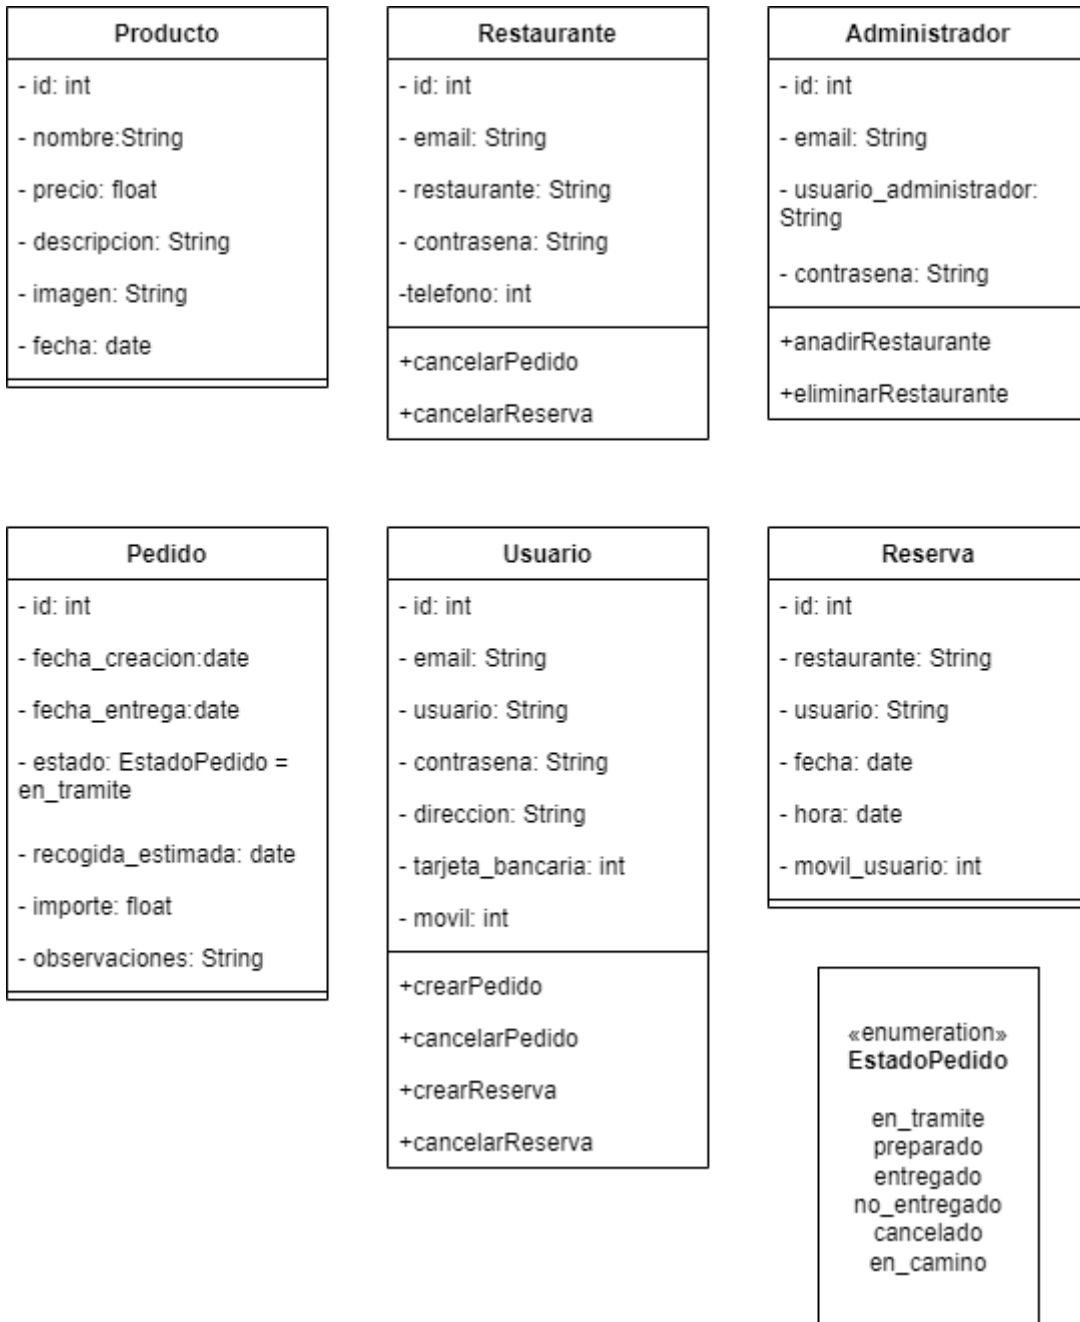 Producto
- id: int
- nombre:String
- precio: float
- descripcion: String
- imagen: String
- fecha: date
Restaurante
- id: int
- email: String
- restaurante: String
- contrasena: String
-telefono: int
+cancelarPedido
+cancelarReserva
Administrador
- id: int
- email: String
- usuario_administrador:
String
- contrasena: String
+anadirRestaurante
+eliminarRestaurante
Pedido
- id: int
- fecha_creacion:date
- fecha_entrega:date
- estado: EstadoPedido =
en_tramite
- recogida_estimada: date
- importe: float
- observaciones: String
Usuario
- id: int
- email: String
- usuario: String
- contrasena: String
- direccion: String
- tarjeta_bancaria: int
- movil: int
+crearPedido
+cancelarPedido
+crearReserva
+cancelarReserva
Reserva
- id: int
- restaurante: String
- usuario: String
- fecha: date
- hora: date
- movil_usuario: int
«enumeration»
EstadoPedido
en_tramite
preparado
entregado
no_entregado
cancelado
en_camino